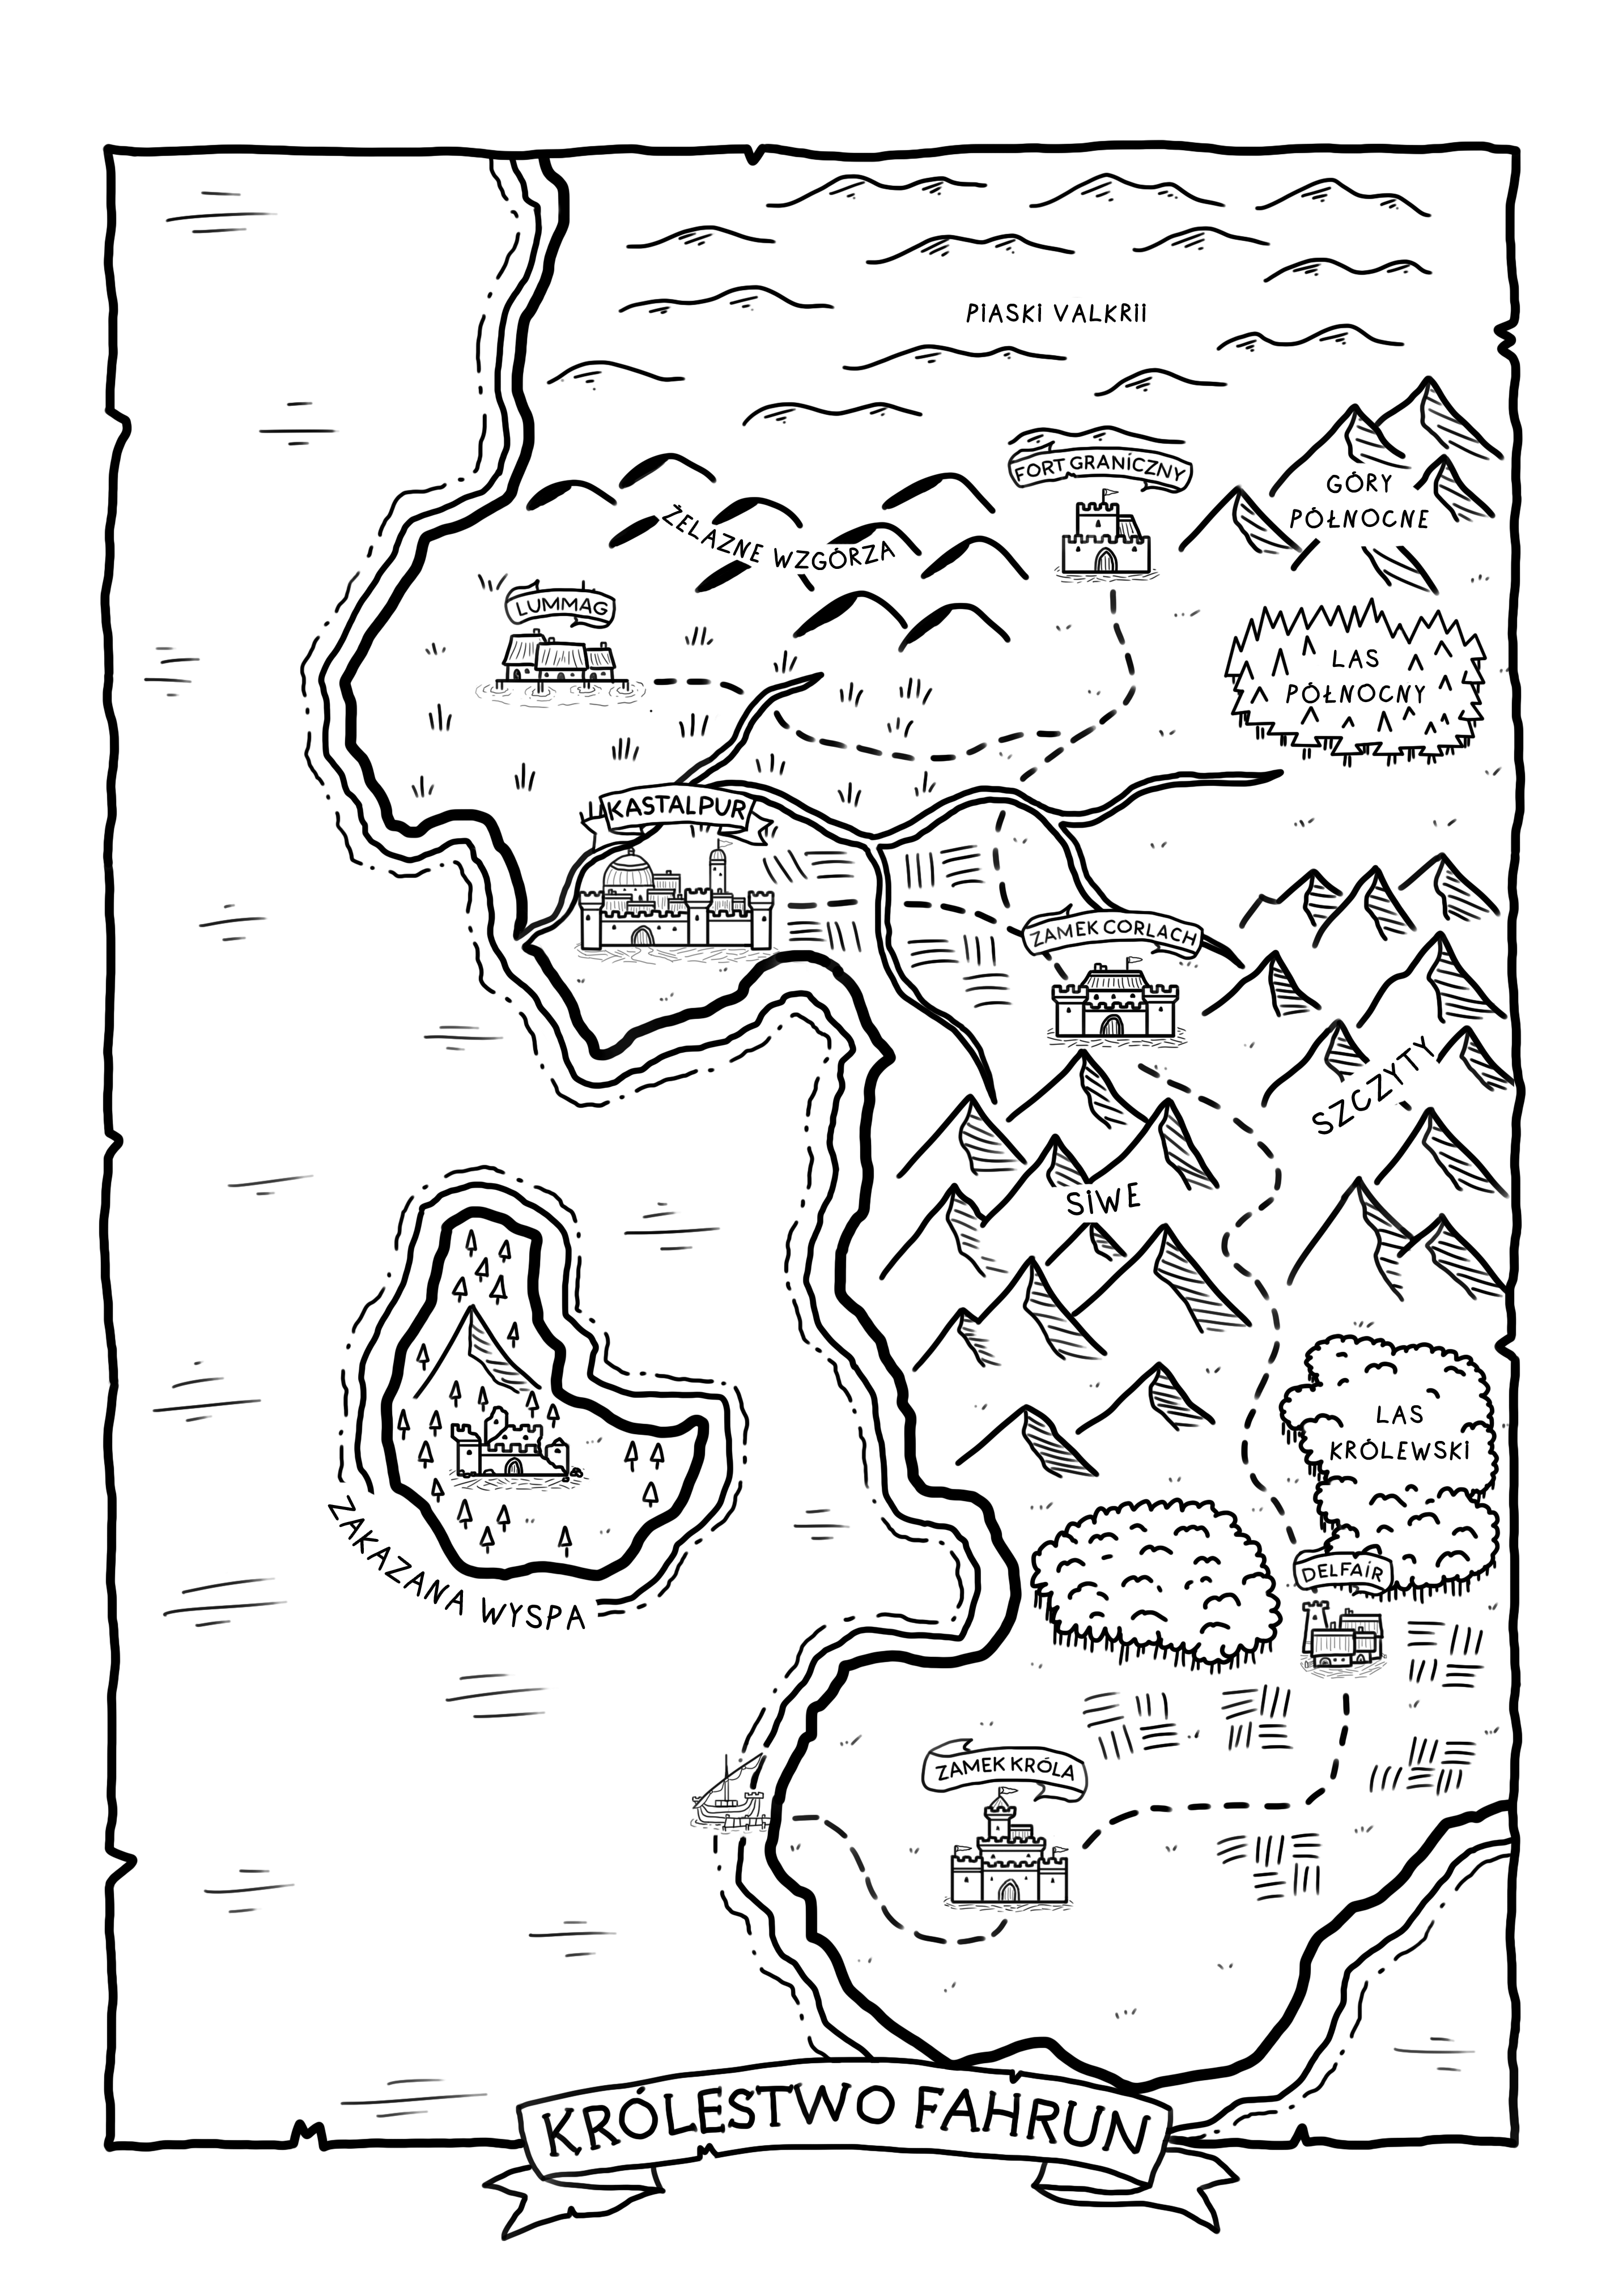 PIASKI VALKRII
FORT GRANICZNY
GÓRY
PÓŁNOCNE
ŻELAZNE WZGÓRZA
LUMMAG
LAS
PÓŁNOCNY
KASTALPUR
ZAMEK CORLACH
SIWE SZCZYTY
LAS
KRÓLEWSKI
ZAKAZANA WYSPA
DELFAIR
ZAMEK KRÓLA
KRÓLESTWO FAHRUN